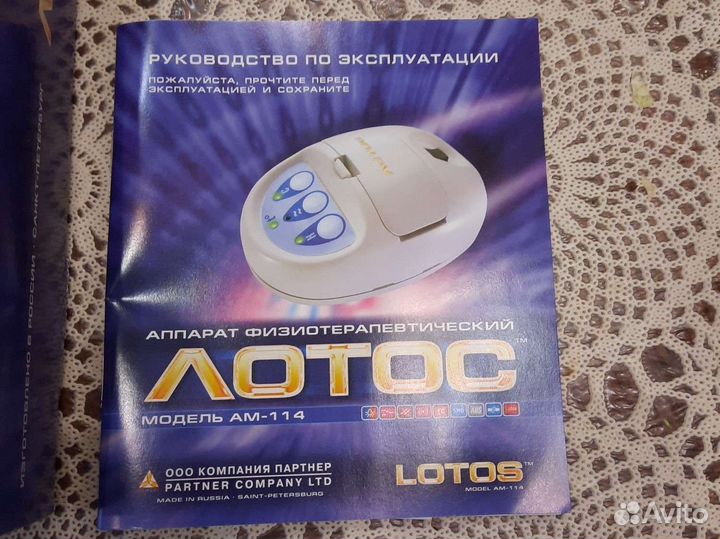 РУКОВОДСТВО ПО ЭКСПЛУАТАЦИИ
ПОЖАЛУЙСТА, ПРОЧТИТЕ ПЕРЕД
ЭКСПЛУАТАЦИЕЙ И СОХРАНИТЕ
АППАРАТ ФИЗИОТЕРАПЕВТИЧЕСКИЙ
ЛОТОС™
МОДЕЛЬ АМ-114
ООО КОМПАНИЯ ПАРТНЕР
PARTNER COMPANY LTD
MADE IN RUSSIA · SAINT-PETERSBURG
LOTOS™
MODEL AM-114
ИЗГОТОВЛЕНО В РОССИИ · САНКТ-ПЕТЕРБУРГ
Avito